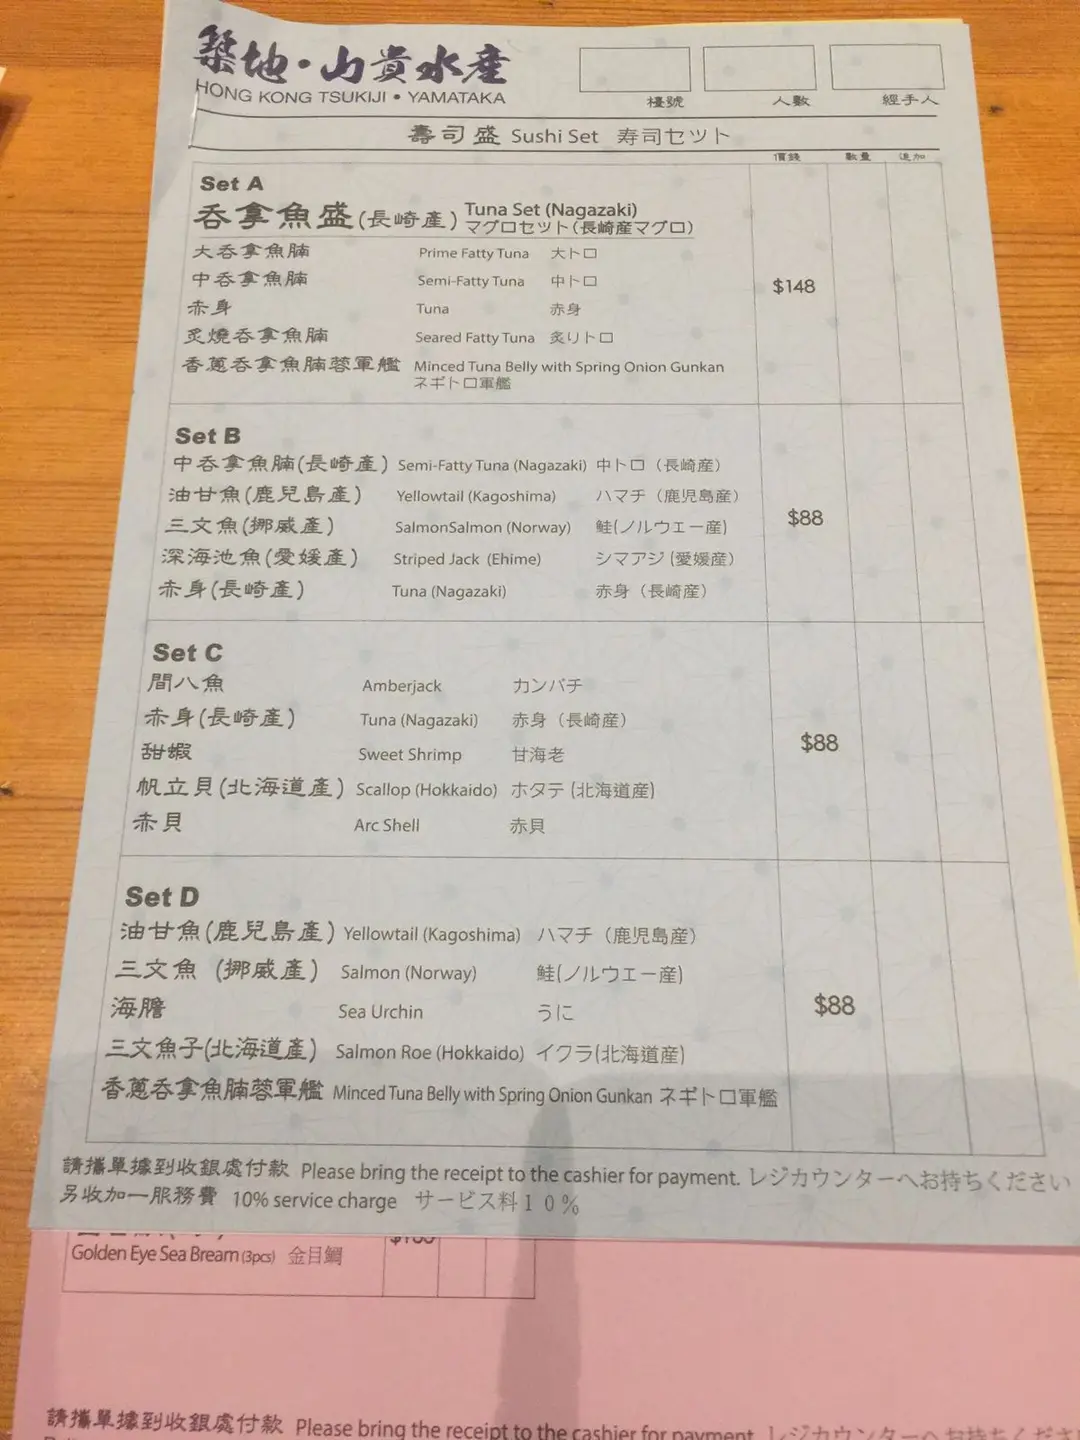 築地・山貴水産
HONG KONG TSUKIJI • YAMATAKA
檯號 人數 經手人
壽司盛 Sushi Set 寿司セット
價錢 數量 追加
Set A
吞拿魚盛(長崎產) Tuna Set (Nagazaki)
マグロセット(長崎産マグロ)
大吞拿魚腩 Prime Fatty Tuna 大トロ
中吞拿魚腩 Semi-Fatty Tuna 中トロ
$148
赤身 Tuna 赤身
炙燒吞拿魚腩 Seared Fatty Tuna 炙りトロ
香蔥吞拿魚腩蓉軍艦 Minced Tuna Belly with Spring Onion Gunkan
ネギトロ軍艦
Set B
中吞拿魚腩(長崎產) Semi-Fatty Tuna (Nagazaki) 中トロ（長崎産）
油甘魚(鹿兒島產) Yellowtail (Kagoshima) ハマチ（鹿児島産）
三文魚(挪威產) SalmonSalmon (Norway) 鮭(ノルウェー産) $88
深海池魚(愛媛產) Striped Jack (Ehime) シマアジ (愛媛産）
赤身(長崎產) Tuna (Nagazaki) 赤身（長崎産）
Set C
間八魚 Amberjack カンパチ
赤身(長崎產) Tuna (Nagazaki) 赤身（長崎産）
甜蝦 Sweet Shrimp 甘海老 $88
帆立貝(北海道產) Scallop (Hokkaido) ホタテ (北海道産)
赤貝 Arc Shell 赤貝
Set D
油甘魚(鹿兒島產) Yellowtail (Kagoshima) ハマチ（鹿児島産）
三文魚 (挪威產) Salmon (Norway) 鮭(ノルウエー産)
海膽 Sea Urchin うに $88
三文魚子(北海道產) Salmon Roe (Hokkaido) イクラ(北海道産)
香蔥吞拿魚腩蓉軍艦 Minced Tuna Belly with Spring Onion Gunkan ネギトロ軍艦
請攜單據到收銀處付款 Please bring the receipt to the cashier for payment. レジカウンターへお持ちください
另收加一服務費 10% service charge サービス料１０%
Golden Eye Sea Bream (3pcs) 金目鯛
請攜單據到收銀處付款 Please bring the receipt to the cashier for payment. レジカウンターへお持ちくださ